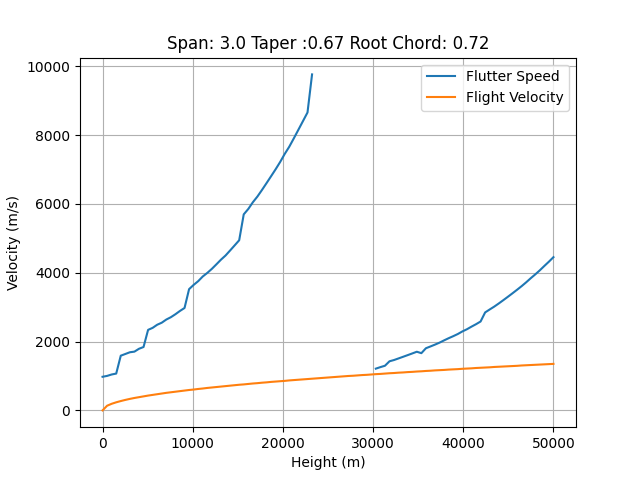 Span: 3.0 Taper :0.67 Root Chord: 0.72
Flutter Speed
Flight Velocity
Velocity (m/s)
10000
8000
6000
4000
2000
0
0 10000 20000 30000 40000 50000
Height (m)